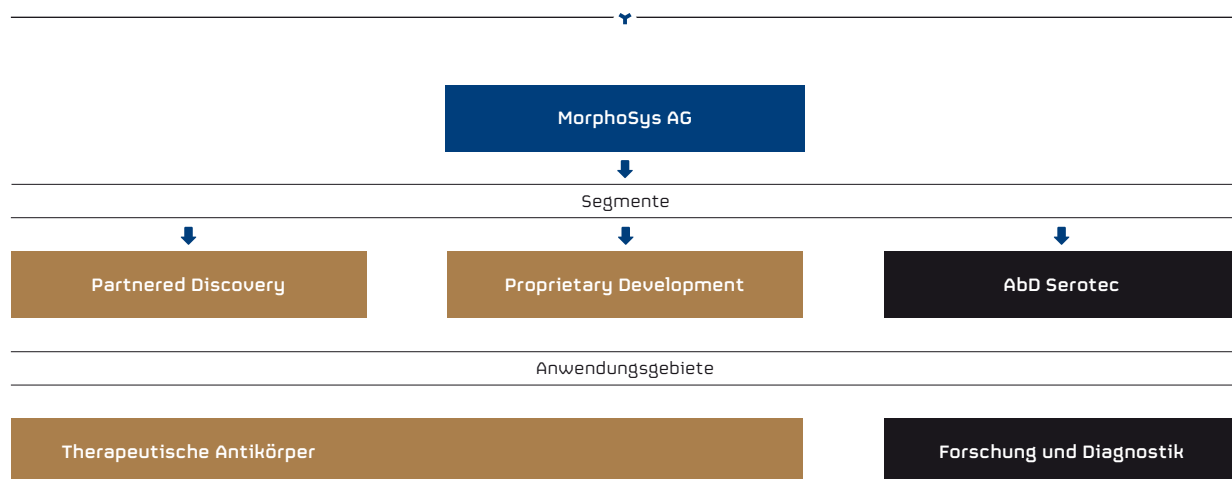 MorphoSys AG
Segmente
Partnered Discovery
Proprietary Development
AbD Serotec
Anwendungsgebiete
Therapeutische Antikörper
Forschung und Diagnostik